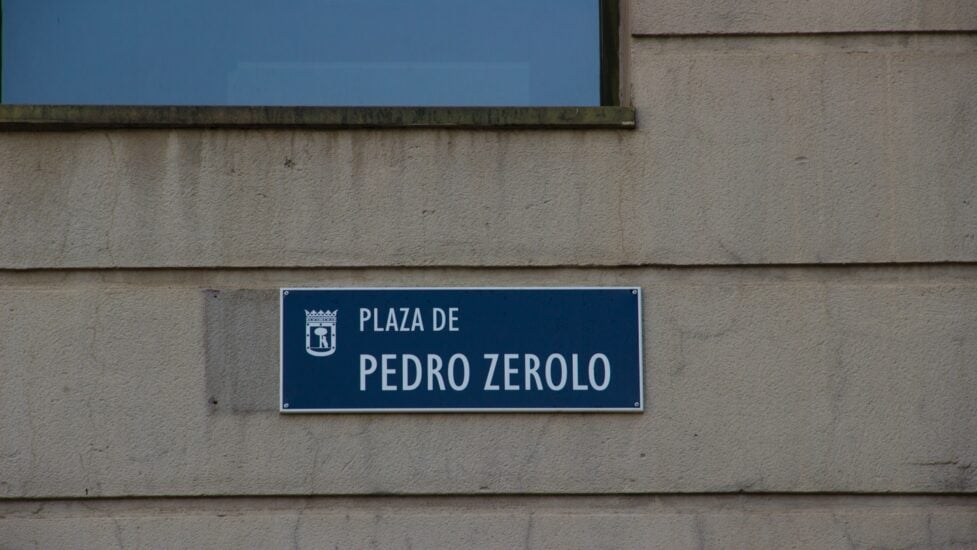 PLAZA DE
PEDRO ZEROLO